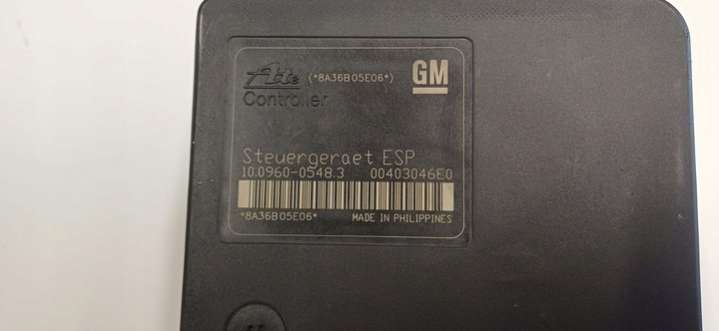 Ate (*8A36B05E06*) GM
Controller
Steuergeraet ESP
10.0960-0548.3 00403046E0
*8A36B05E06* MADE IN PHILIPPINES